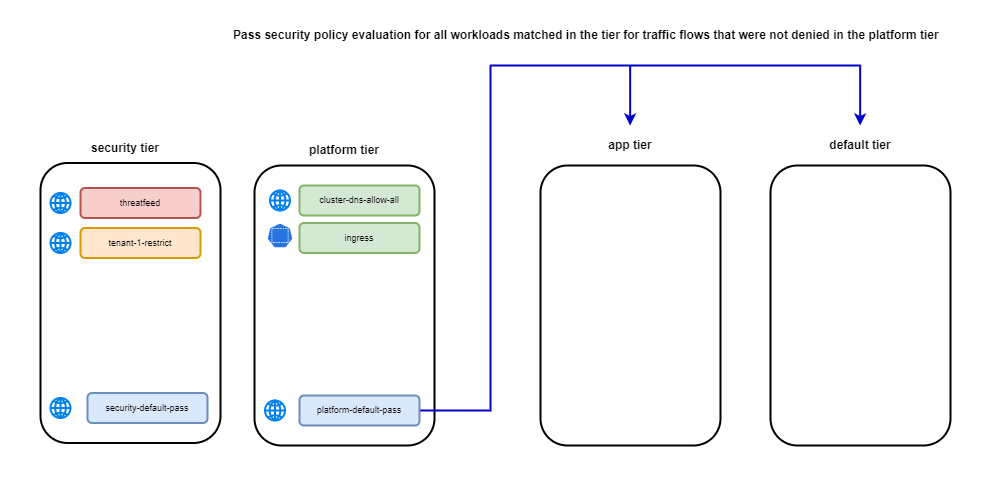 Pass security policy evaluation for all workloads matched in the tier for traffic flows that were not denied in the platform tier
security tier
threatfeed
tenant-1-restrict
security-default-pass
platform tier
cluster-dns-allow-all
ingress
platform-default-pass
app tier
default tier